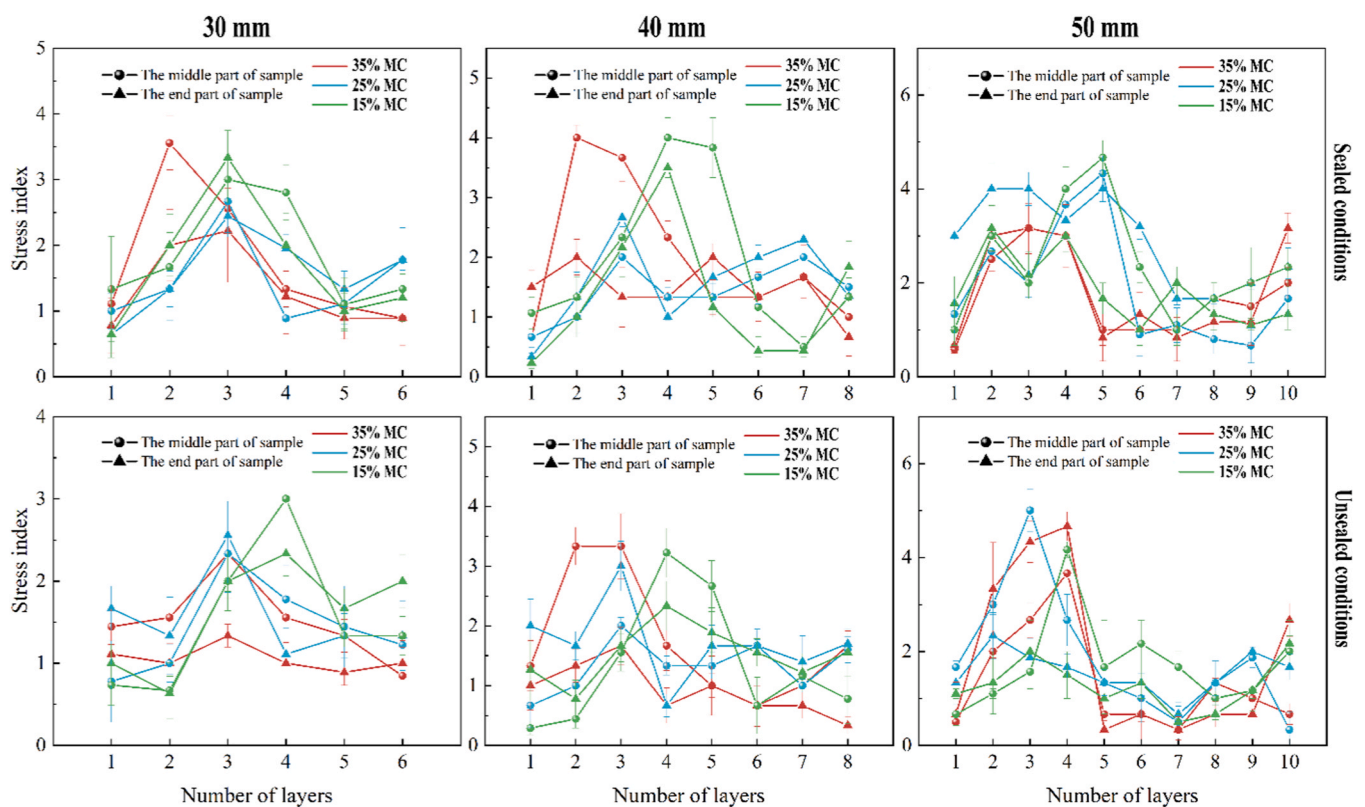 30 mm
40 mm
50 mm
5
4
3
2
1
0
Stress index
The middle part of sample
The end part of sample
35% MC
25% MC
15% MC
1 2 3 4 5 6
5
4
3
2
1
0
The middle part of sample
The end part of sample
35% MC
25% MC
15% MC
1 2 3 4 5 6 7 8
6
4
2
0
The middle part of sample
The end part of sample
35% MC
25% MC
15% MC
1 2 3 4 5 6 7 8 9 10
Sealed conditions
4
3
2
1
0
Stress index
The middle part of sample
The end part of sample
35% MC
25% MC
15% MC
1 2 3 4 5 6
Number of layers
5
4
3
2
1
0
The middle part of sample
The end part of sample
35% MC
25% MC
15% MC
1 2 3 4 5 6 7 8
Number of layers
6
4
2
0
The middle part of sample
The end part of sample
35% MC
25% MC
15% MC
1 2 3 4 5 6 7 8 9 10
Number of layers
Unsealed conditions